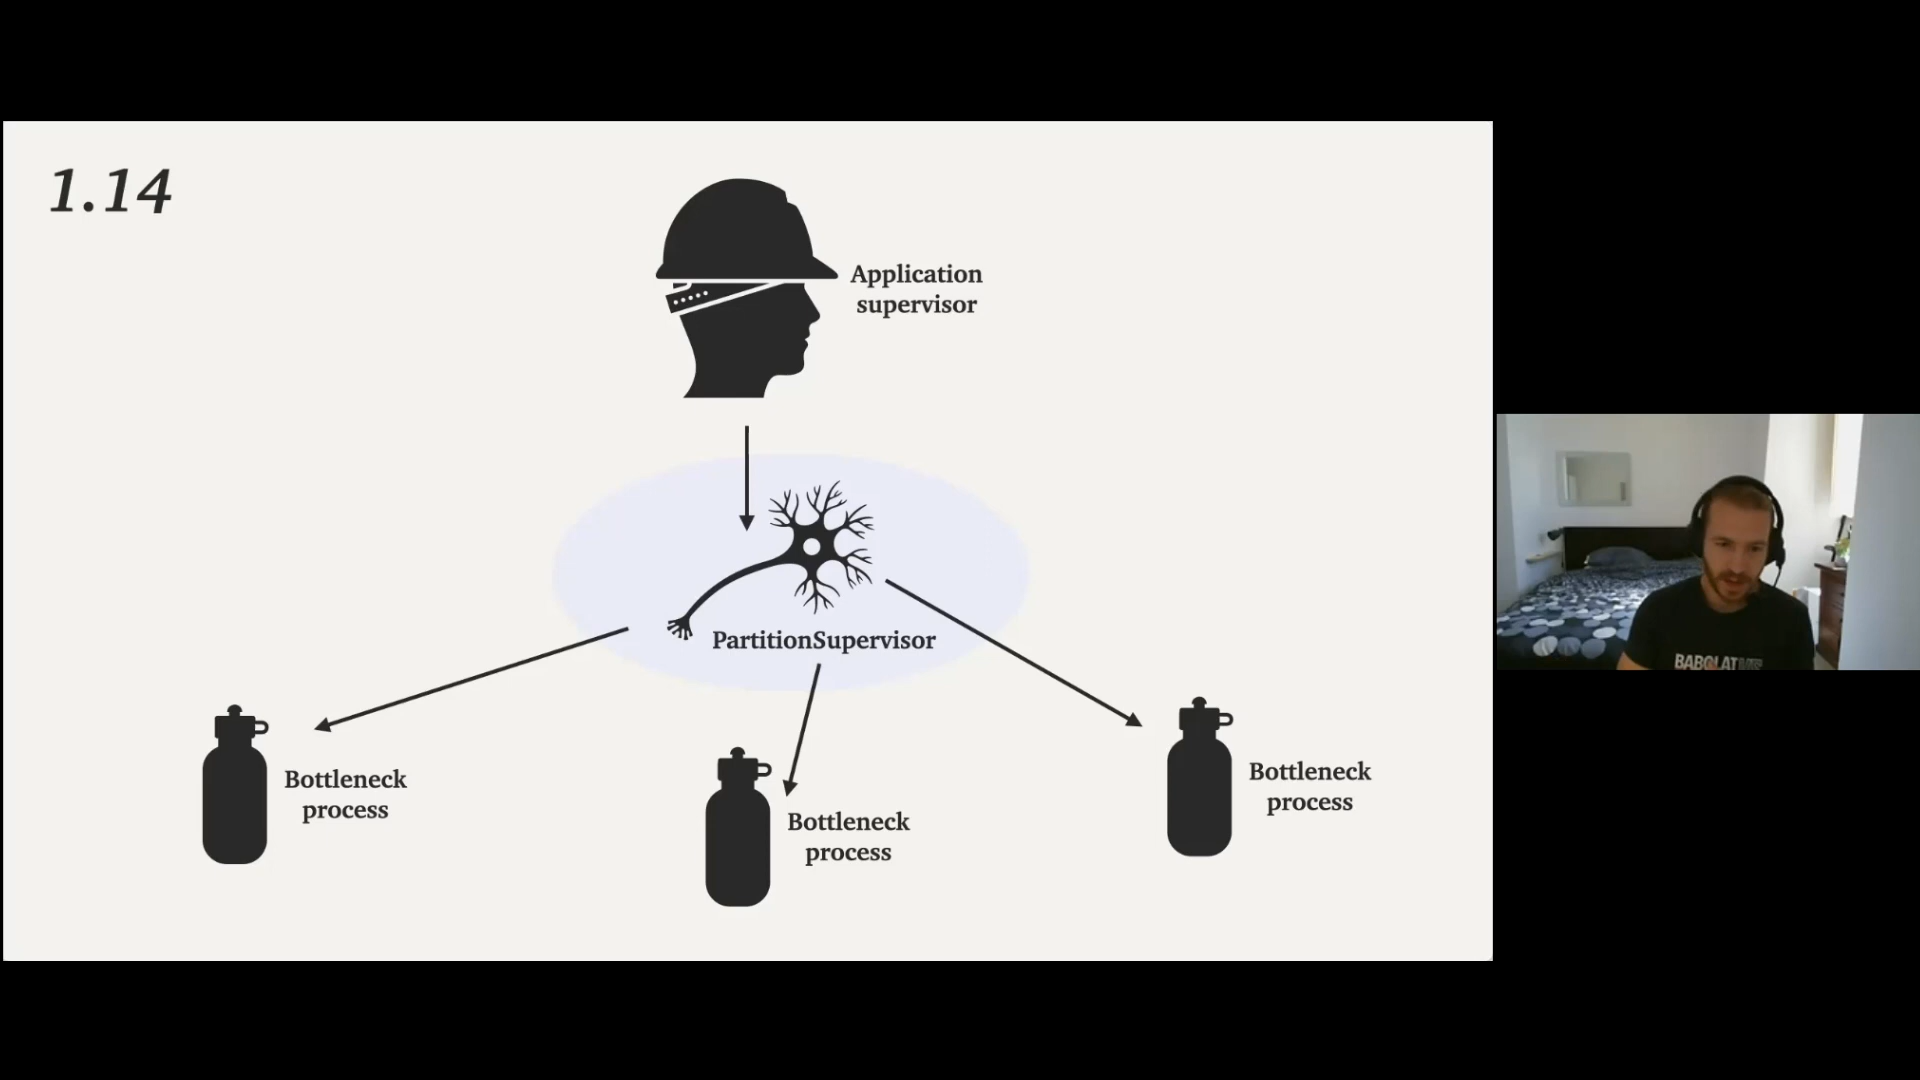 1.14
Application
supervisor
PartitionSupervisor
Bottleneck
process
Bottleneck
process
Bottleneck
process